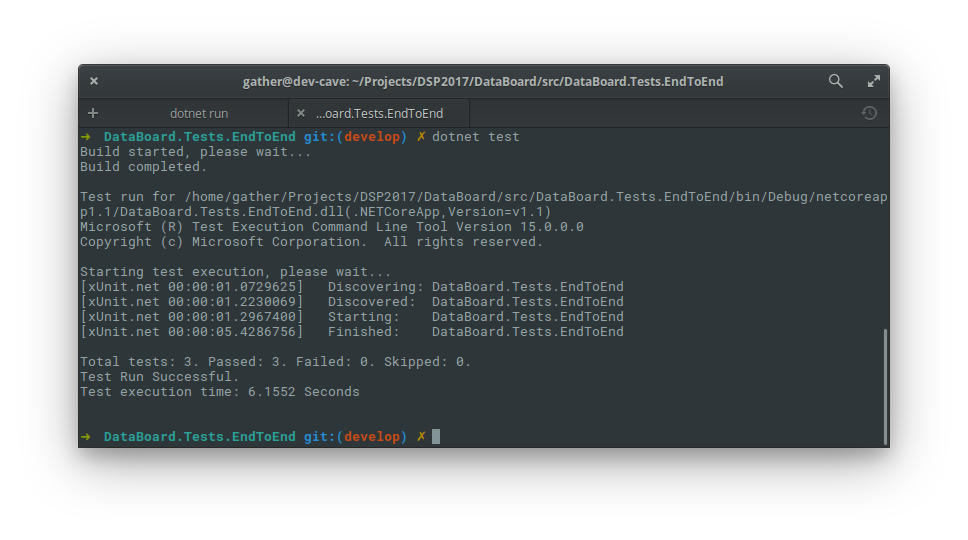 gather@dev-cave: ~/Projects/DSP2017/DataBoard/src/DataBoard.Tests.EndToEnd
dotnet run
...oard.Tests.EndToEnd
➜  DataBoard.Tests.EndToEnd git:(develop) ✗ dotnet test
Build started, please wait...
Build completed.

Test run for /home/gather/Projects/DSP2017/DataBoard/src/DataBoard.Tests.EndToEnd/bin/Debug/netcoreap
p1.1/DataBoard.Tests.EndToEnd.dll(.NETCoreApp,Version=v1.1)
Microsoft (R) Test Execution Command Line Tool Version 15.0.0.0
Copyright (c) Microsoft Corporation.  All rights reserved.

Starting test execution, please wait...
[xUnit.net 00:00:01.0729625]   Discovering: DataBoard.Tests.EndToEnd
[xUnit.net 00:00:01.2230069]   Discovered:  DataBoard.Tests.EndToEnd
[xUnit.net 00:00:01.2967400]   Starting:    DataBoard.Tests.EndToEnd
[xUnit.net 00:00:05.4286756]   Finished:    DataBoard.Tests.EndToEnd

Total tests: 3. Passed: 3. Failed: 0. Skipped: 0.
Test Run Successful.
Test execution time: 6.1552 Seconds

➜  DataBoard.Tests.EndToEnd git:(develop) ✗